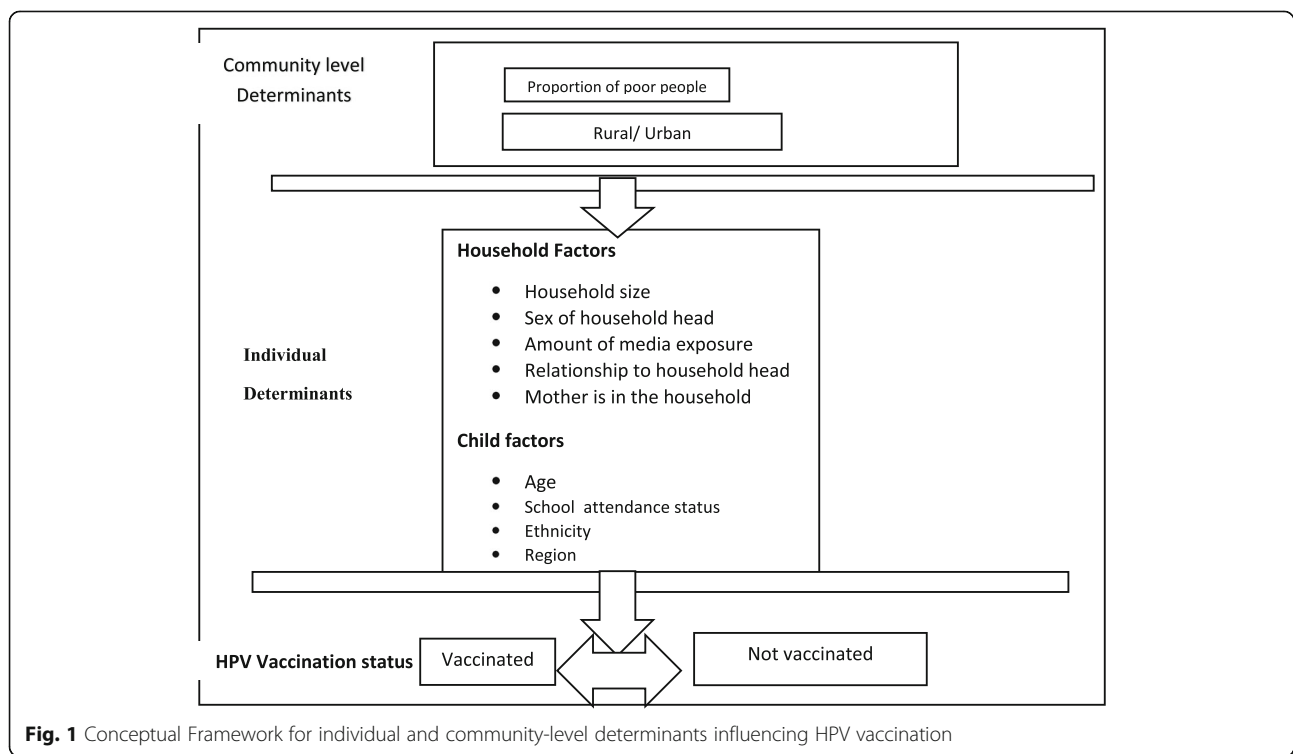 Community level
Determinants
Proportion of poor people
Rural/ Urban
Household Factors
• Household size
• Sex of household head
• Amount of media exposure
• Relationship to household head
• Mother is in the household
Individual
Determinants
Child factors
• Age
• School attendance status
• Ethnicity
• Region
HPV Vaccination status
Vaccinated
Not vaccinated
Fig. 1 Conceptual Framework for individual and community-level determinants influencing HPV vaccination